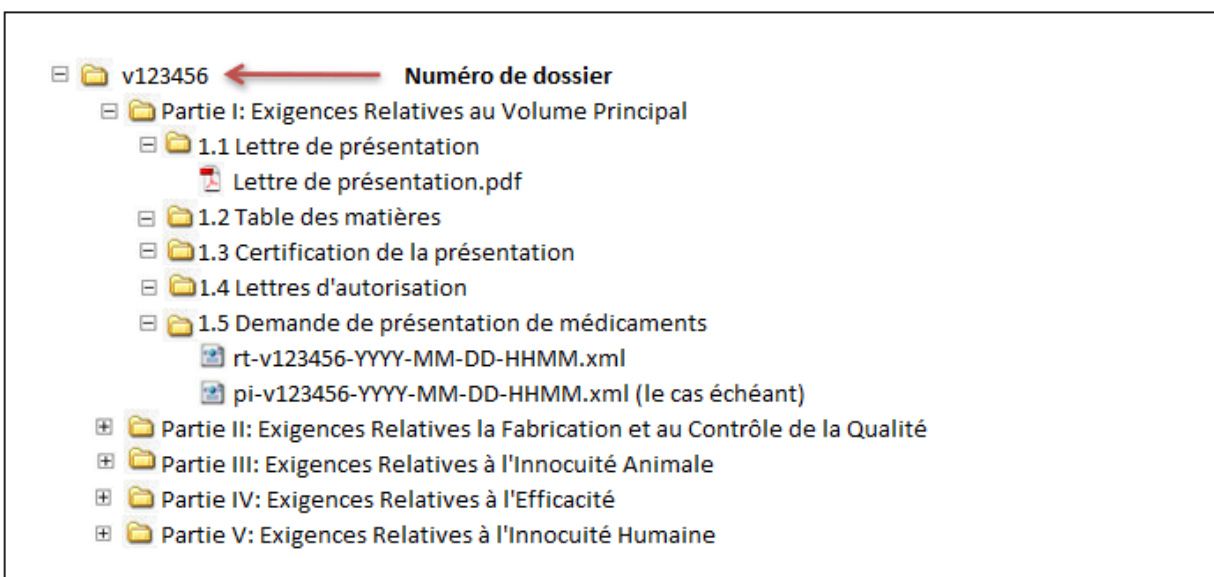 v123456 Numéro de dossier
Partie I: Exigences Relatives au Volume Principal
1.1 Lettre de présentation
Lettre de présentation.pdf
1.2 Table des matières
1.3 Certification de la présentation
1.4 Lettres d'autorisation
1.5 Demande de présentation de médicaments
rt-v123456-YYYY-MM-DD-HHMM.xml
pi-v123456-YYYY-MM-DD-HHMM.xml (le cas échéant)
Partie II: Exigences Relatives la Fabrication et au Contrôle de la Qualité
Partie III: Exigences Relatives à l'Innocuité Animale
Partie IV: Exigences Relatives à l'Efficacité
Partie V: Exigences Relatives à l'Innocuité Humaine